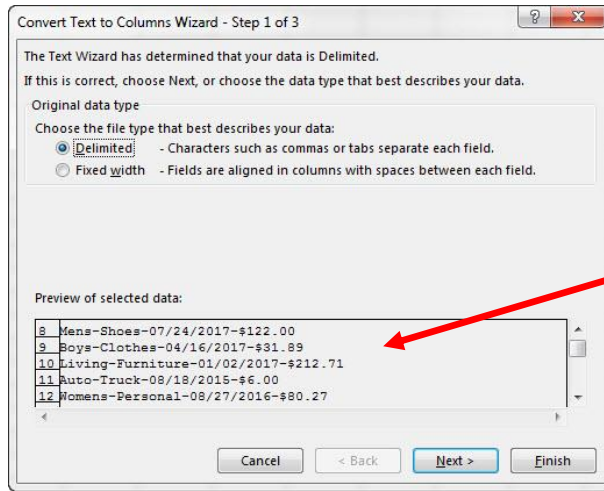 Convert Text to Columns Wizard - Step 1 of 3
The Text Wizard has determined that your data is Delimited.
If this is correct, choose Next, or choose the data type that best describes your data.
Original data type
Choose the file type that best describes your data:
Delimited - Characters such as commas or tabs separate each field.
Fixed width - Fields are aligned in columns with spaces between each field.
Preview of selected data:
8 Mens-Shoes-07/24/2017-$122.00
9 Boys-Clothes-04/16/2017-$31.89
10 Living-Furniture-01/02/2017-$212.71
11 Auto-Truck-08/18/2015-$6.00
12 Womens-Personal-08/27/2016-$80.27
Cancel < Back Next > Finish